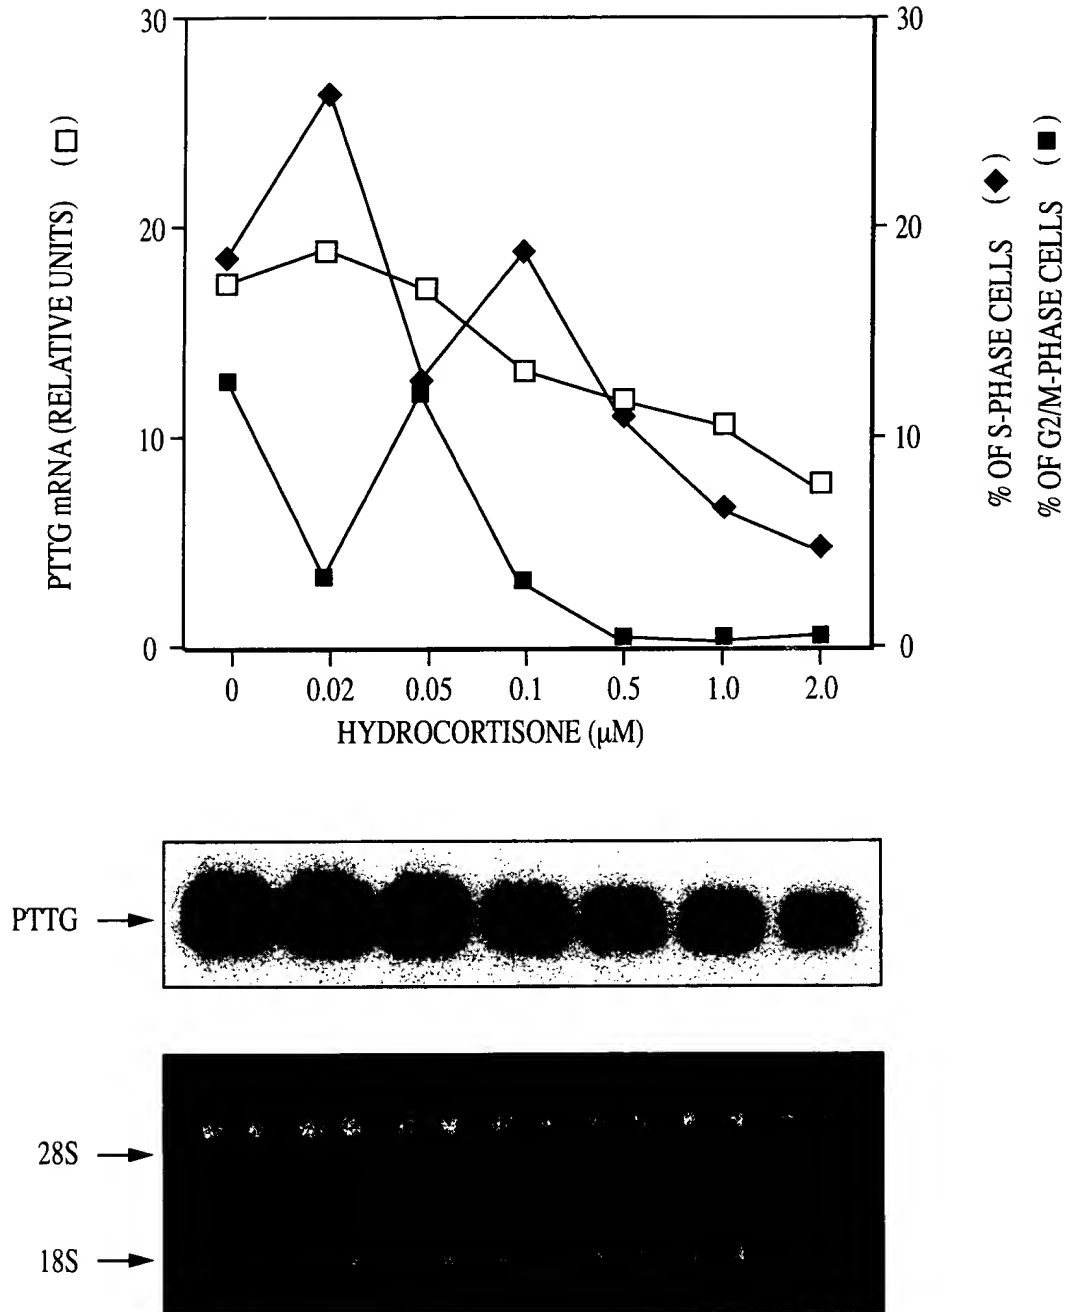 30
20
10
0
PTTG mRNA (RELATIVE UNITS) (□)
30
20
10
0
% OF S-PHASE CELLS (◆)
% OF G2/M-PHASE CELLS (■)
0 0.02 0.05 0.1 0.5 1.0 2.0
HYDROCORTISONE (μM)
PTTG
28S
18S